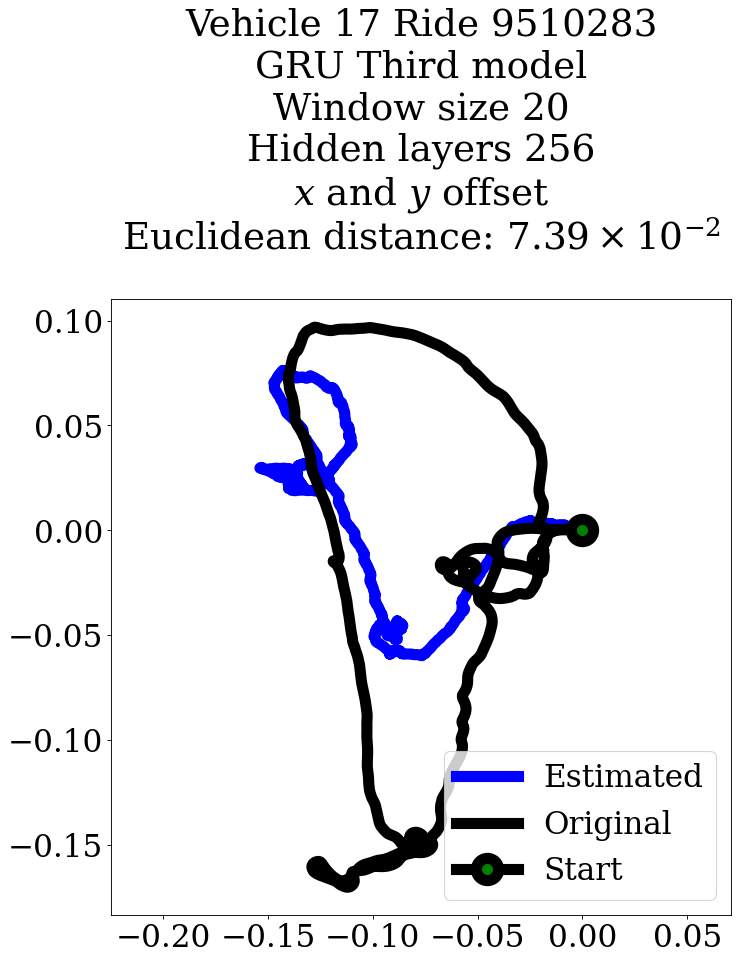 Vehicle 17 Ride 9510283
GRU Third model
Window size 20
Hidden layers 256
x and y offset
Euclidean distance: 7.39 × 10⁻²
0.10
0.05
0.00
−0.05
−0.10
−0.15
Estimated
Original
Start
−0.20 −0.15 −0.10 −0.05 0.00 0.05